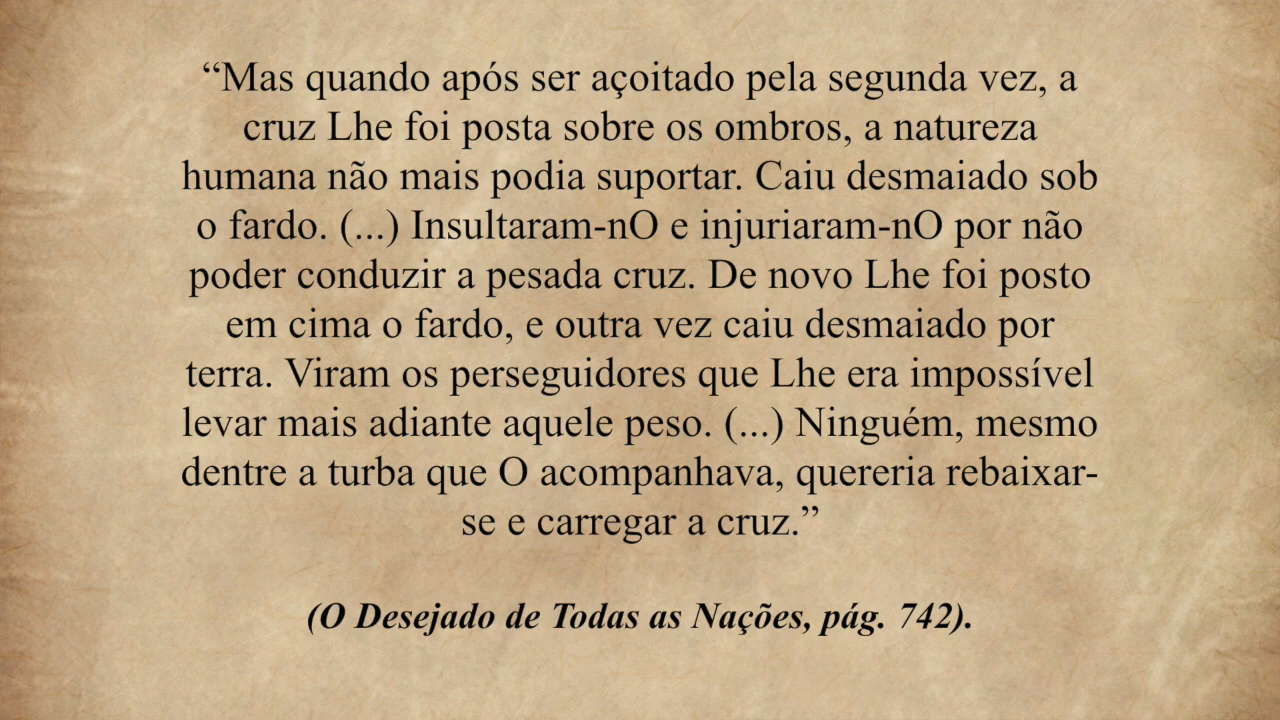 “Mas quando após ser açoitado pela segunda vez, a
cruz Lhe foi posta sobre os ombros, a natureza
humana não mais podia suportar. Caiu desmaiado sob
o fardo. (...) Insultaram-nO e injuriaram-nO por não
poder conduzir a pesada cruz. De novo Lhe foi posto
em cima o fardo, e outra vez caiu desmaiado por
terra. Viram os perseguidores que Lhe era impossível
levar mais adiante aquele peso. (...) Ninguém, mesmo
dentre a turba que O acompanhava, quereria rebaixar-
se e carregar a cruz.”
(O Desejado de Todas as Nações, pág. 742).